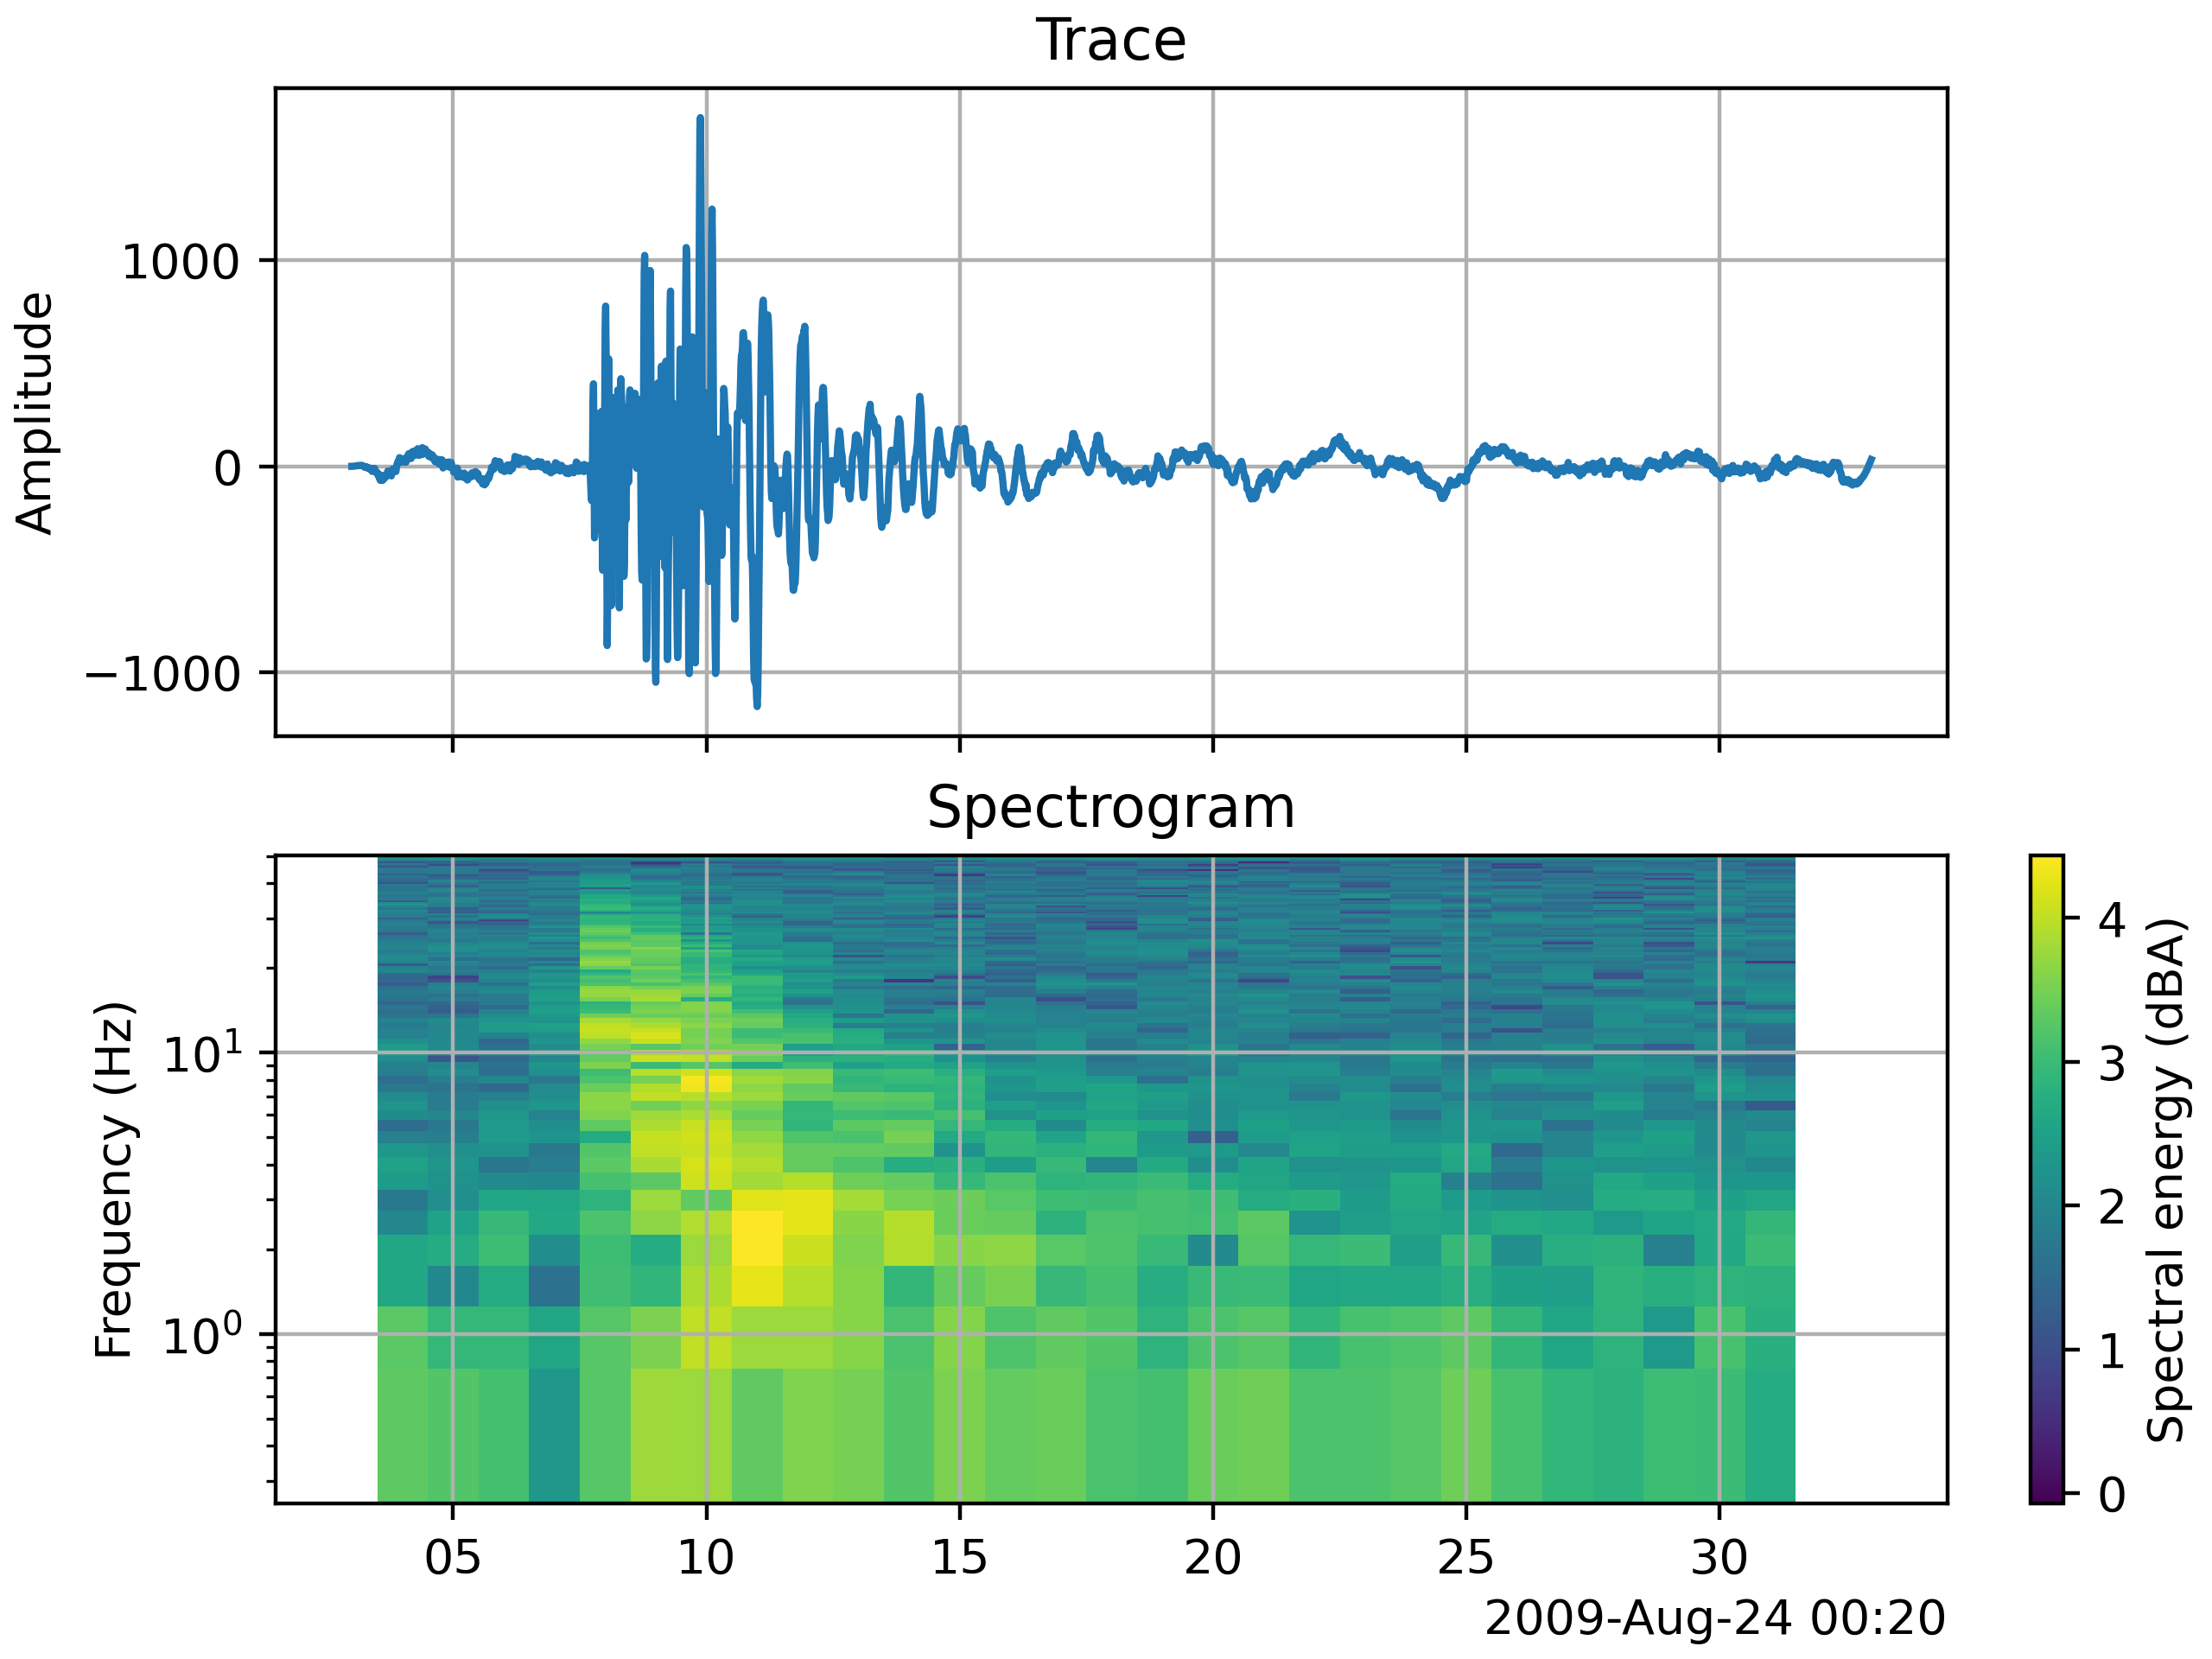 Trace
Amplitude
1000
0
−1000
Spectrogram
Frequency (Hz)
10¹
10⁰
05 10 15 20 25 30
2009-Aug-24 00:20
4
3
2
1
0
Spectral energy (dBA)